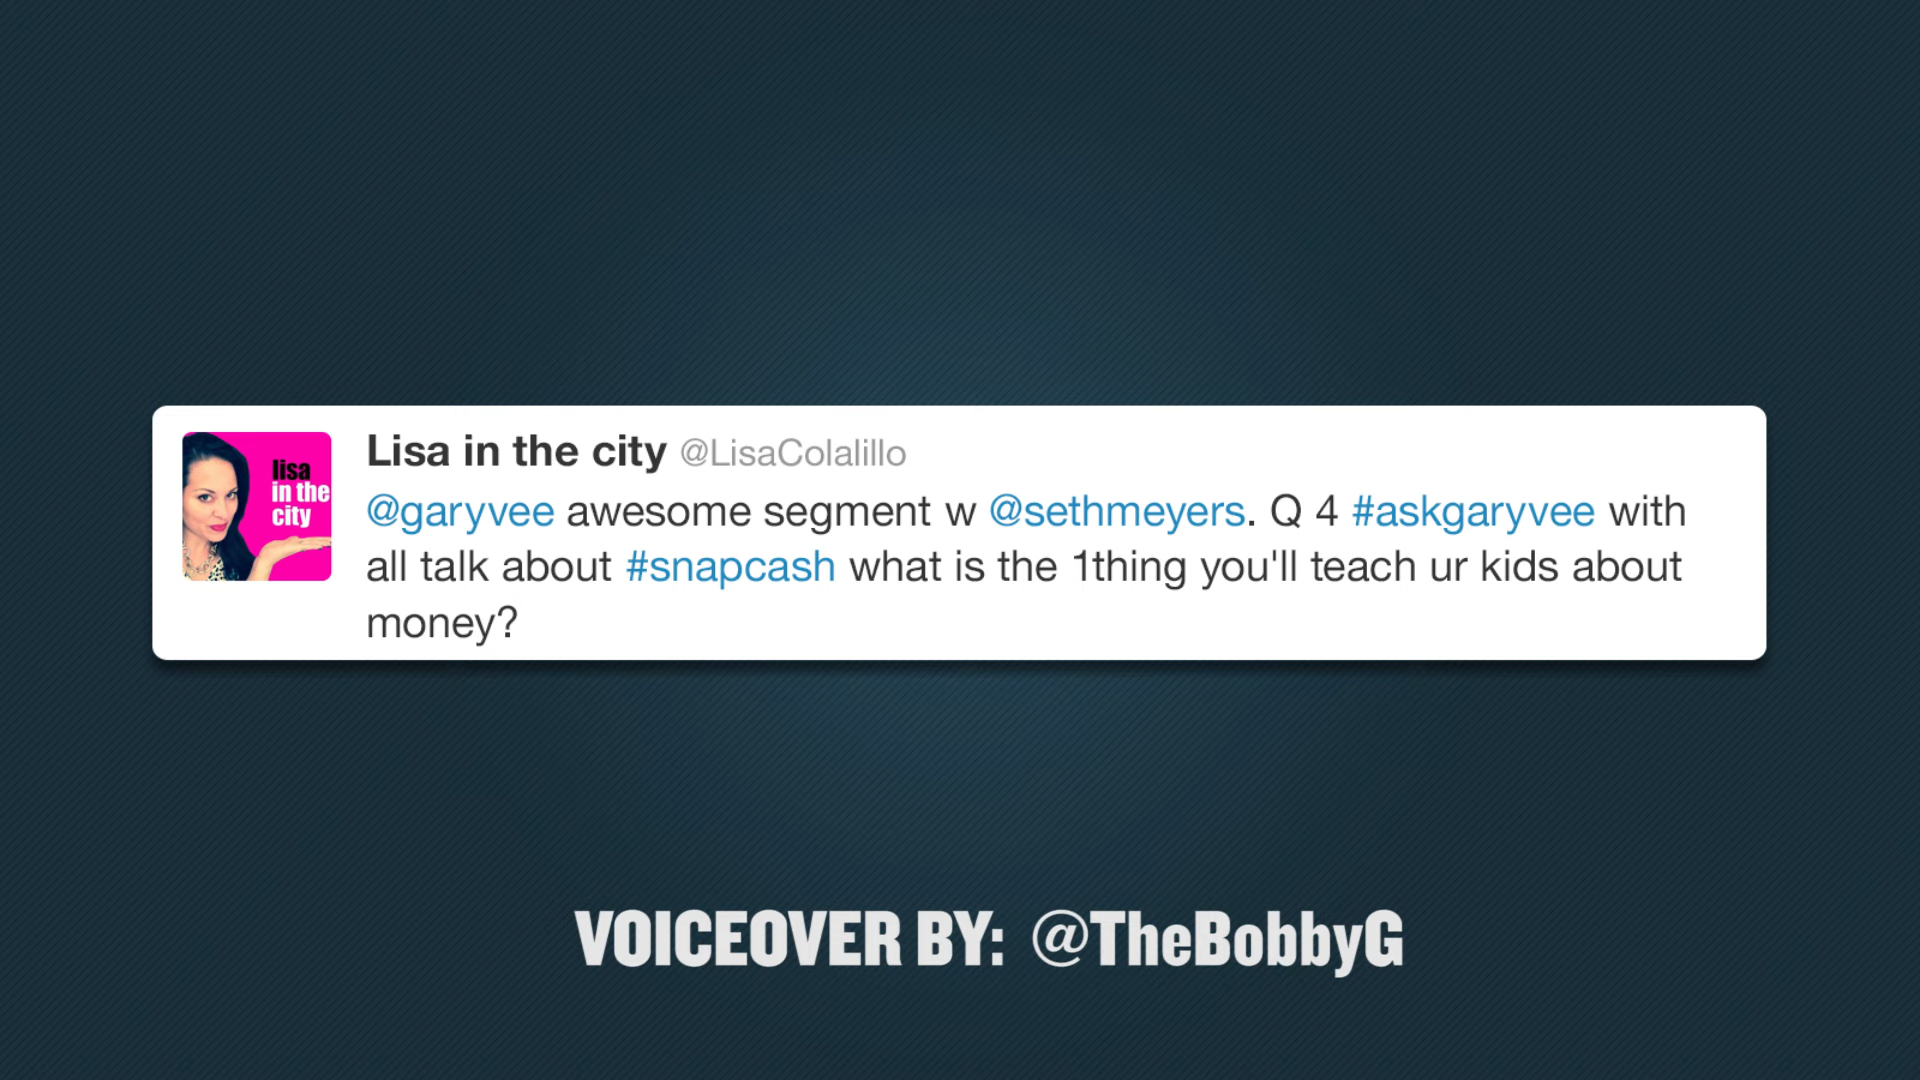 lisa
in the
city
Lisa in the city @LisaColalillo
@garyvee awesome segment w @sethmeyers. Q 4 #askgaryvee with
all talk about #snapcash what is the 1thing you'll teach ur kids about
money?
VOICEOVER BY: @TheBobbyG